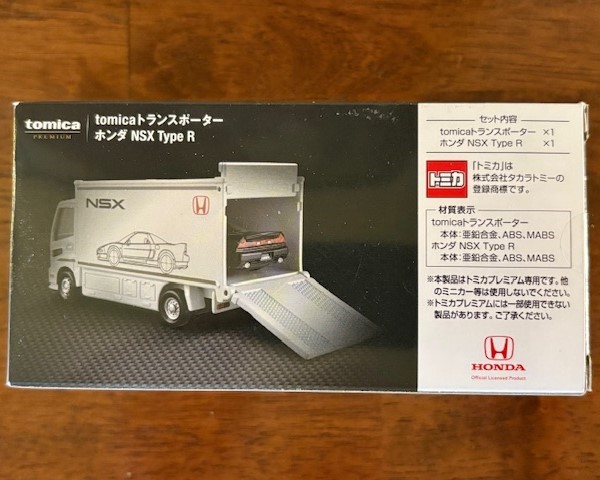 tomica
PREMIUM
tomicaトランスポーター
ホンダ NSX Type R
NSX
セット内容
tomicaトランスポーター ×1
ホンダ NSX Type R ×1
トミカ
「トミカ」は
株式会社タカラトミーの
登録商標です。
材質表示
tomicaトランスポーター
本体:亜鉛合金、ABS、MABS
ホンダ NSX Type R
本体:亜鉛合金、ABS、MABS
※本製品はトミカプレミアム専用です。他
のミニカー等は使用しないでください。
※トミカプレミアムには一部使用できない
製品があります。ご了承ください。
HONDA
Official Licensed Product